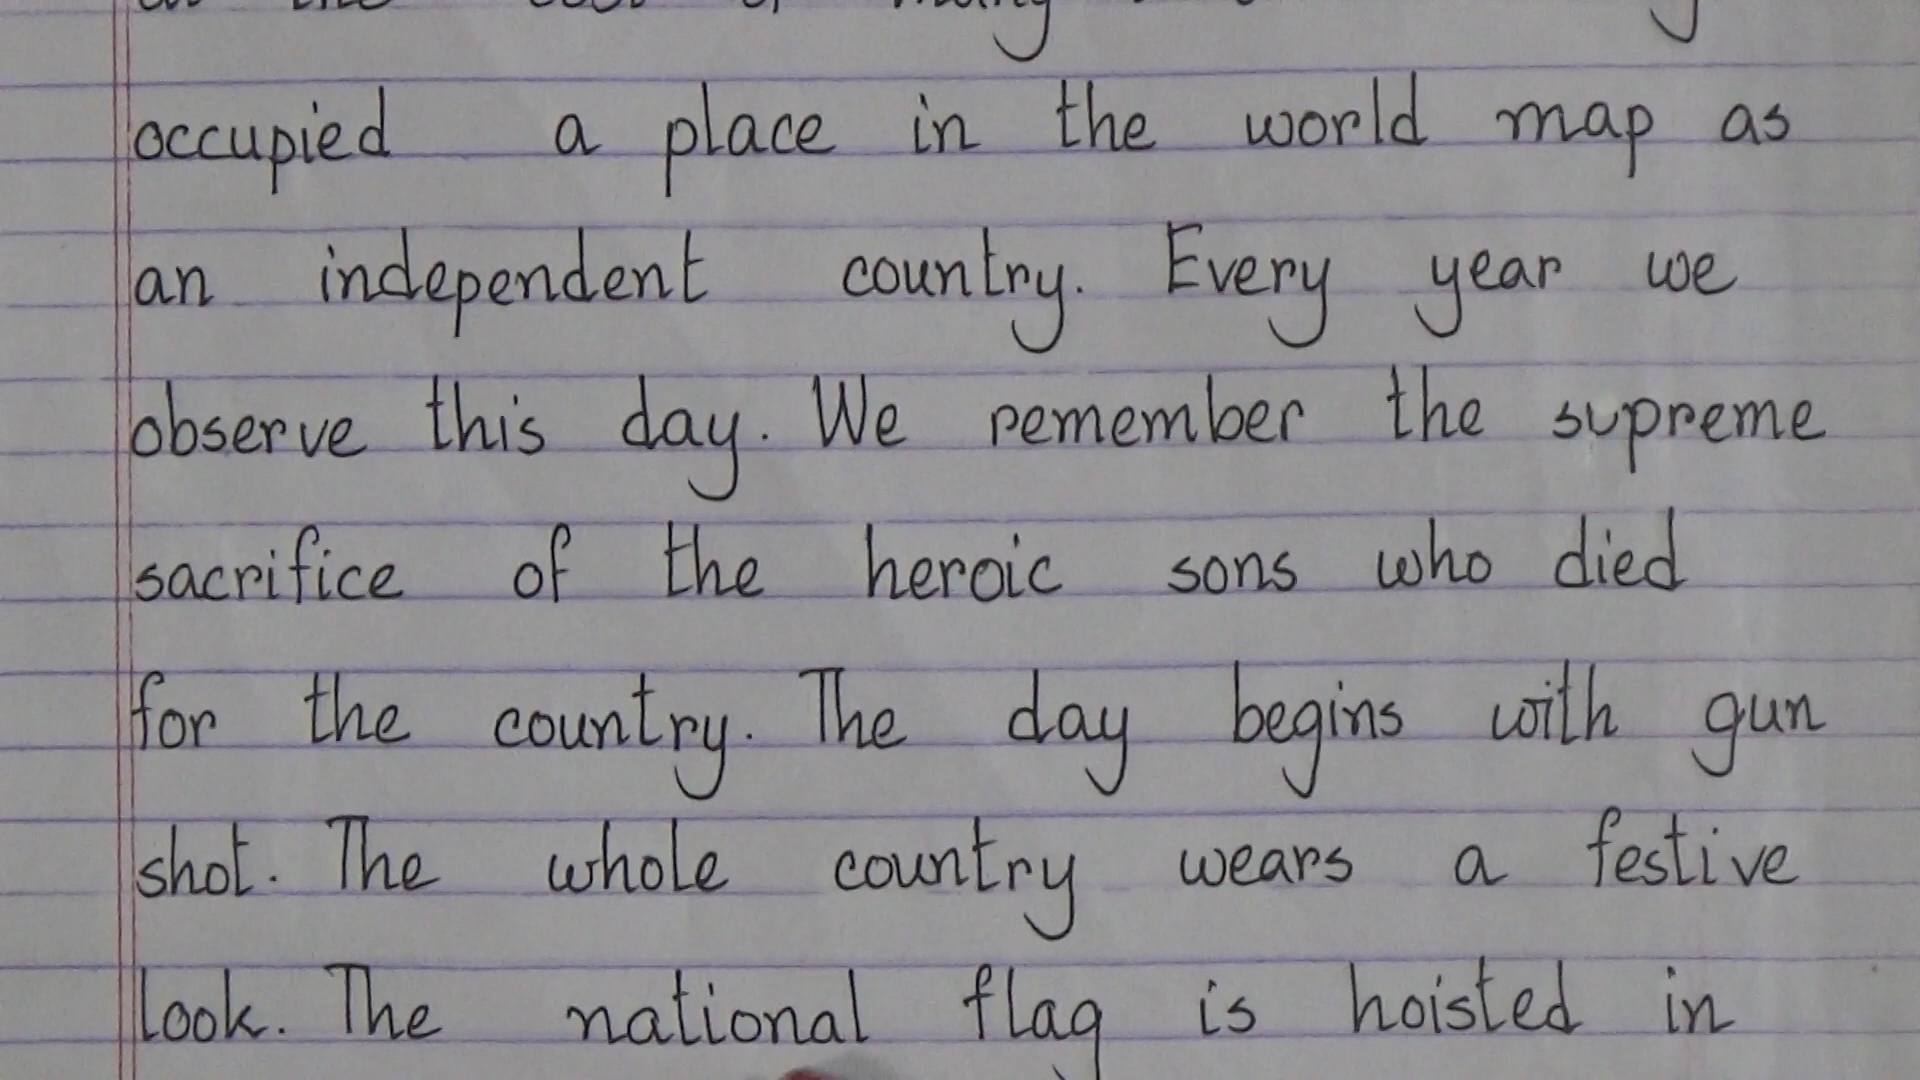 occupied a place in the world map as
an independent country. Every year we
observe this day. We remember the supreme
sacrifice of the heroic sons who died
for the country. The day begins with gun
shot. The whole country wears a festive
look. The national flag is hoisted in